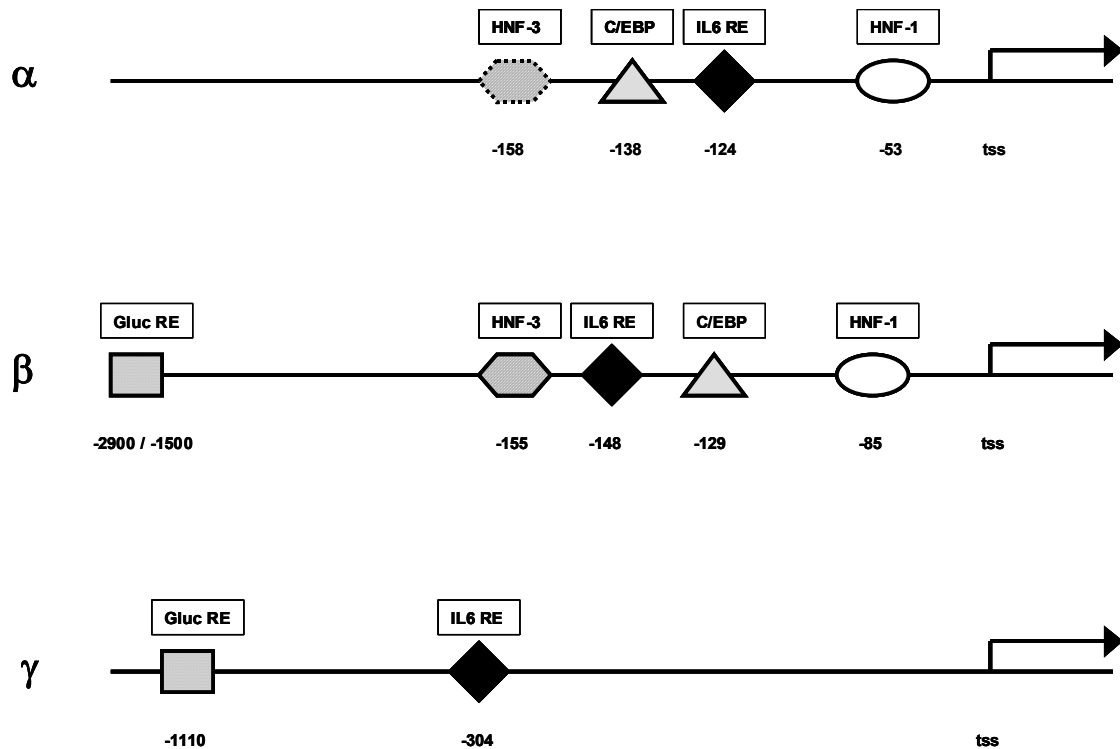 HNF-3 C/EBP IL6 RE HNF-1
α
-158 -138 -124 -53 tss
Gluc RE HNF-3 IL6 RE C/EBP HNF-1
β
-2900 / -1500 -155 -148 -129 -85 tss
Gluc RE IL6 RE
γ
-1110 -304 tss